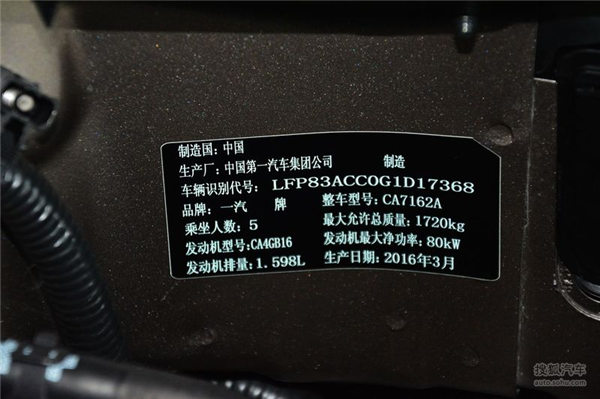 制造国：中国
生产厂：中国第一汽车集团公司 制造
车辆识别代号：LFP83ACC0G1D17368
品牌：一汽 牌 整车型号：CA7162A
乘坐人数：5 最大允许总质量：1720kg
发动机型号：CA4GB16 发动机最大净功率：80kW
发动机排量：1.598L 生产日期：2016年3月
搜狐汽车
auto.sohu.com